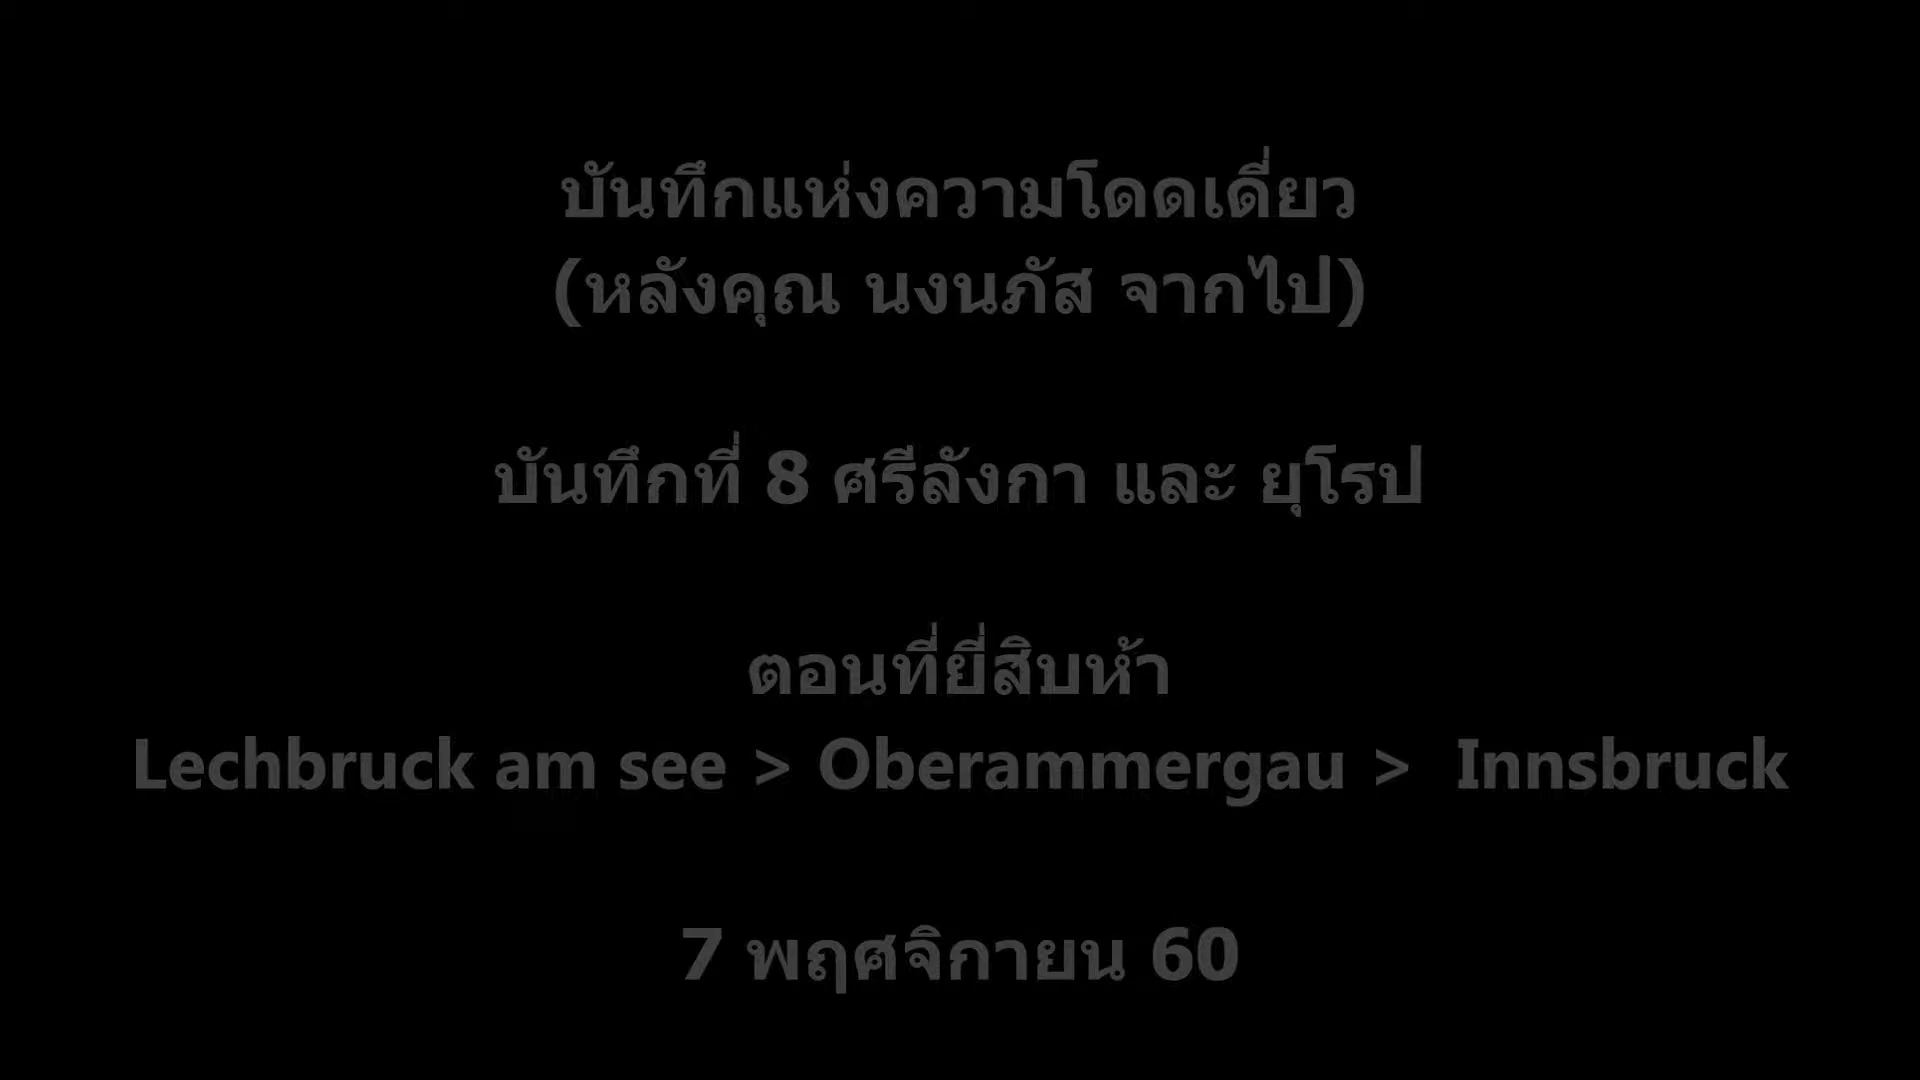 บันทึกแห่งความโดดเดี่ยว
(หลังคุณ นงนภัส จากไป)
บันทึกที่ 8 ศรีลังกา และ ยุโรป
ตอนที่ยี่สิบห้า
Lechbruck am see > Oberammergau > Innsbruck
7 พฤศจิกายน 60